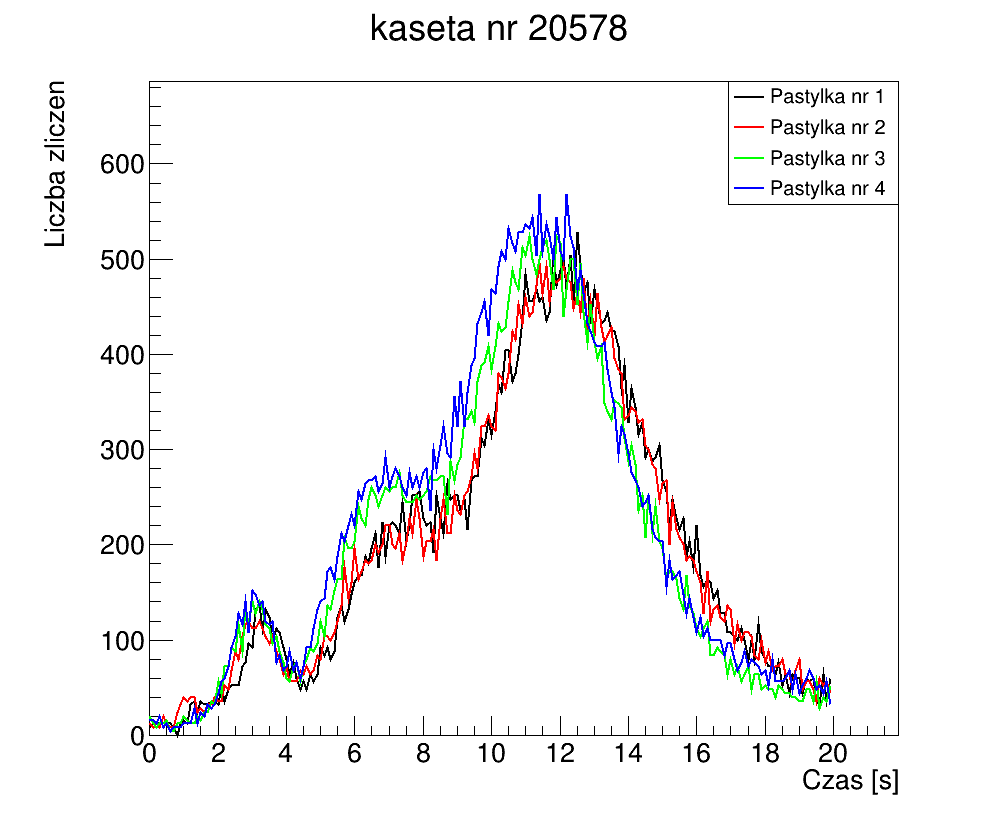 kaseta nr 20578
Liczba zliczen
Pastylka nr 1
Pastylka nr 2
Pastylka nr 3
Pastylka nr 4
600
500
400
300
200
100
0
0 2 4 6 8 10 12 14 16 18 20
Czas [s]